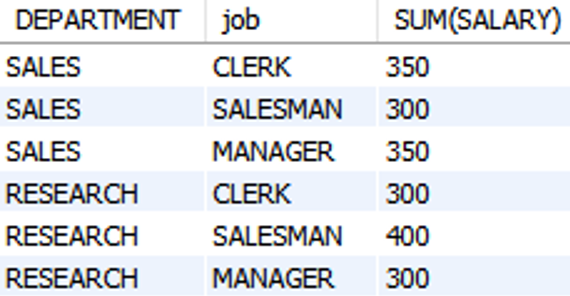 DEPARTMENT job SUM(SALARY)
SALES CLERK 350
SALES SALESMAN 300
SALES MANAGER 350
RESEARCH CLERK 300
RESEARCH SALESMAN 400
RESEARCH MANAGER 300